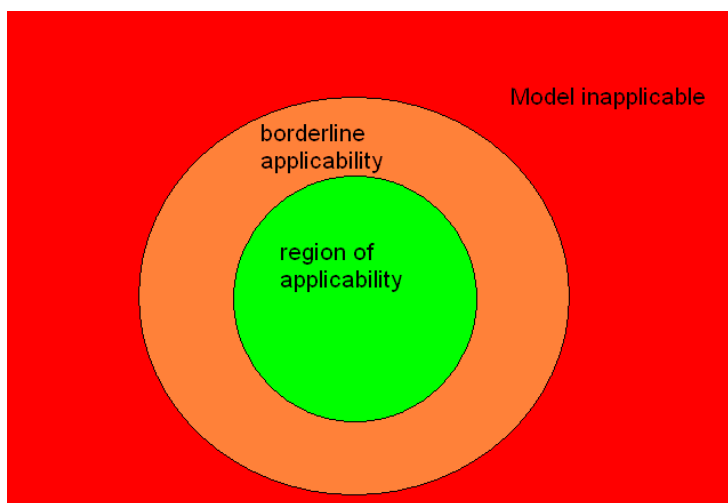 Model inapplicable
borderline
applicability
region of
applicability